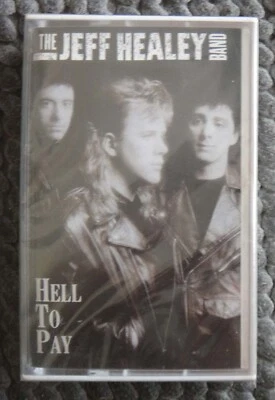 THE JEFF HEALEY BAND
HELL
TO
PAY